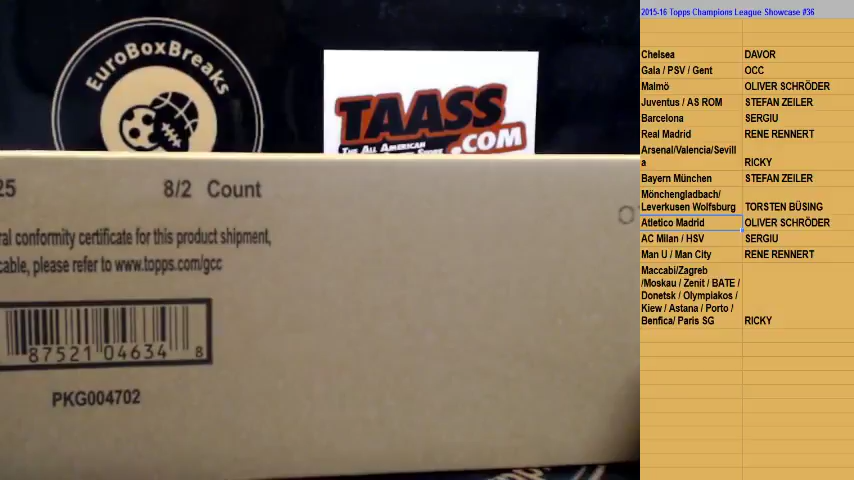 EuroBoxBreaks
TAASS
.COM
THE ALL AMERICAN
25
8/2 Count
ral conformity certificate for this product shipment,
cable, please refer to www.topps.com/gcc
87521 04634 8
PKG004702
2015-16 Topps Champions League Showcase #36
Chelsea DAVOR
Gala / PSV / Gent OCC
Malmö OLIVER SCHRÖDER
Juventus / AS ROM STEFAN ZEILER
Barcelona SERGIU
Real Madrid RENE RENNERT
Arsenal/Valencia/Sevill
a RICKY
Bayern München STEFAN ZEILER
Mönchengladbach/
Leverkusen Wolfsburg TORSTEN BÜSING
Atletico Madrid OLIVER SCHRÖDER
AC Milan / HSV SERGIU
Man U / Man City RENE RENNERT
Maccabi/Zagreb
/Moskau / Zenit / BATE /
Donetsk / Olympiakos /
Kiew / Astana / Porto /
Benfica/ Paris SG RICKY